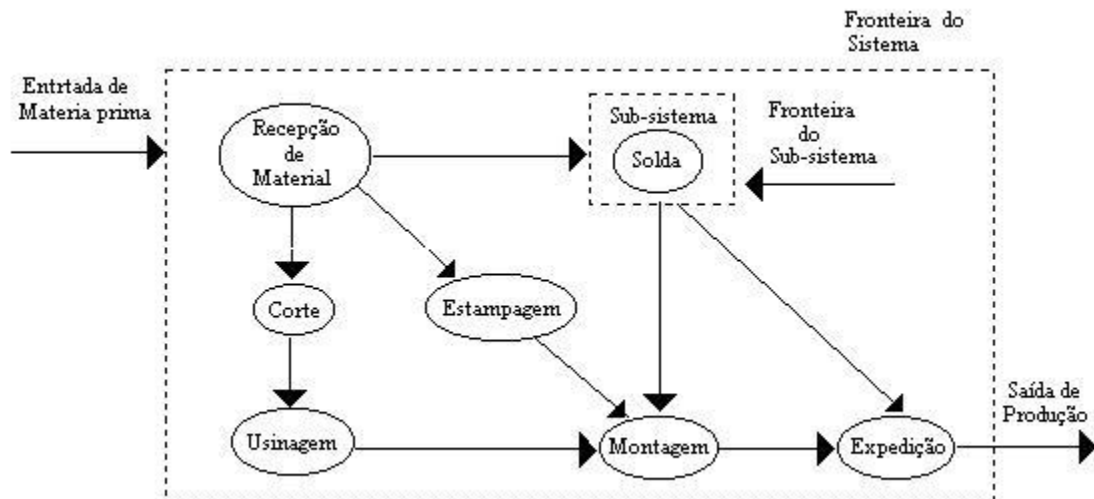 Fronteira do
Sistema
Entrtada de
Materia prima
Recepção
de
Material
Sub-sistema
Solda
Fronteira
do
Sub-sistema
Corte
Estampagem
Usinagem
Montagem
Expedição
Saída de
Produção